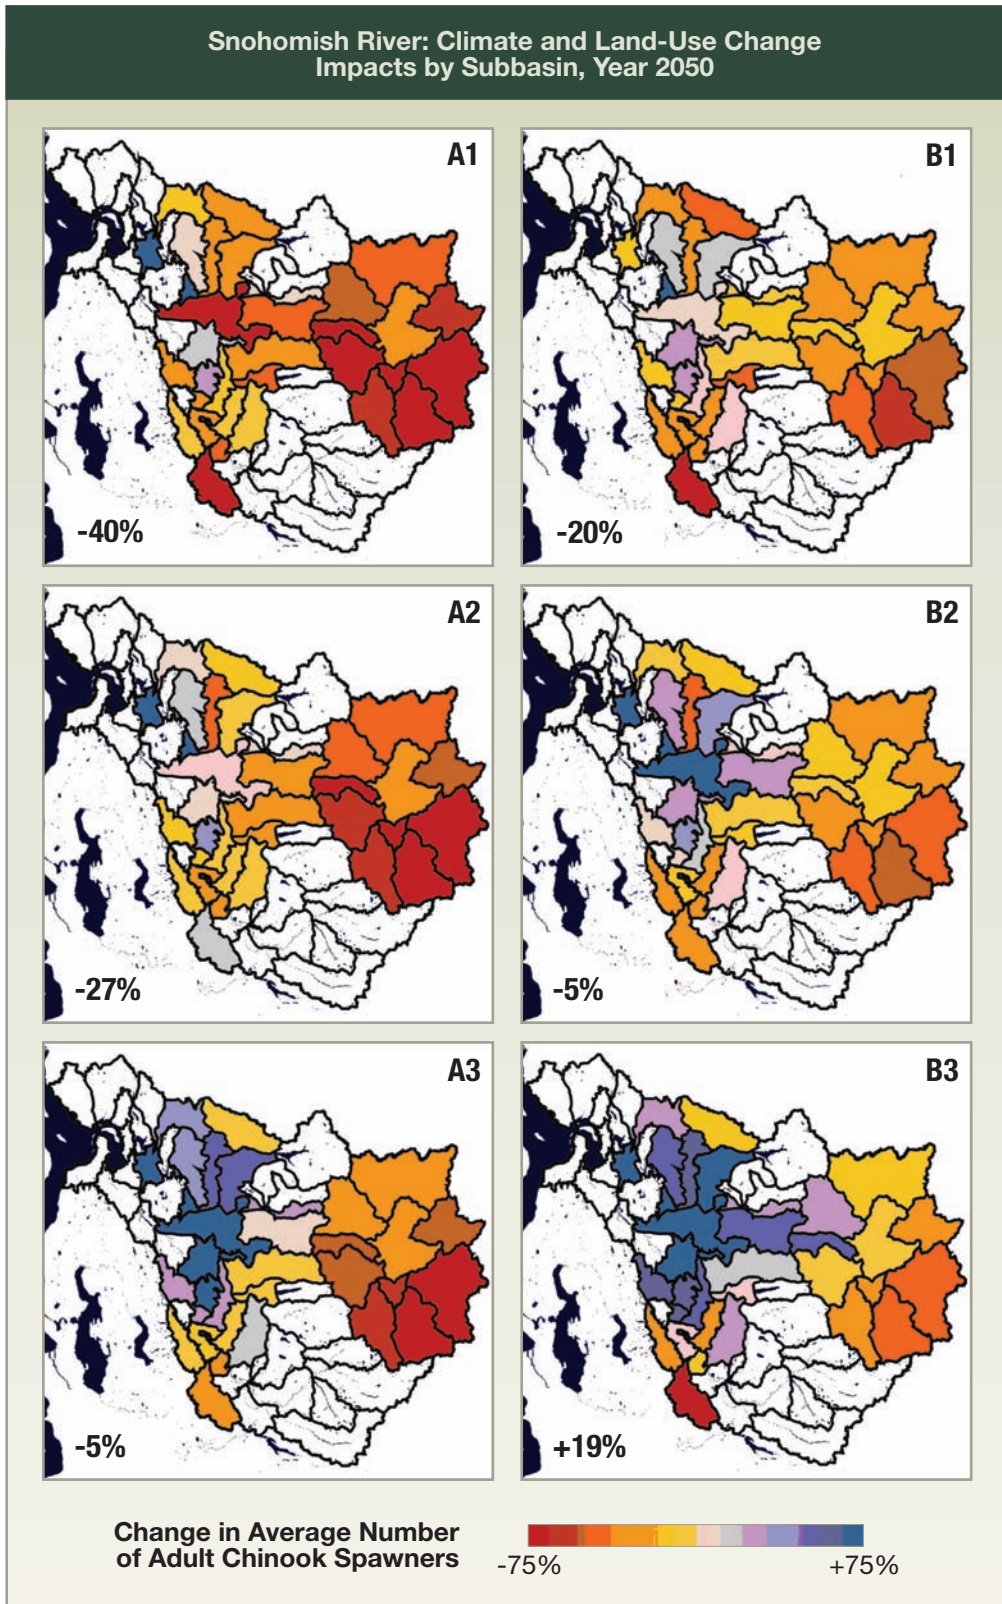 Snohomish River: Climate and Land-Use Change
Impacts by Subbasin, Year 2050
A1
-40%
B1
-20%
A2
-27%
B2
-5%
A3
-5%
B3
+19%
Change in Average Number
of Adult Chinook Spawners
-75%
+75%